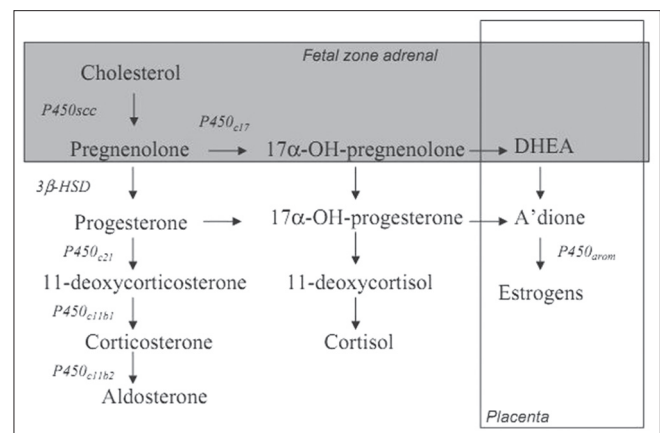 Fetal zone adrenal
Cholesterol
P450scc
P450c17
Pregnenolone 17α-OH-pregnenolone DHEA
3β-HSD
Progesterone 17α-OH-progesterone A'dione
P450c21 P450arom
11-deoxycorticosterone 11-deoxycortisol Estrogens
P450c11b1
Corticosterone Cortisol
P450c11b2
Aldosterone
Placenta